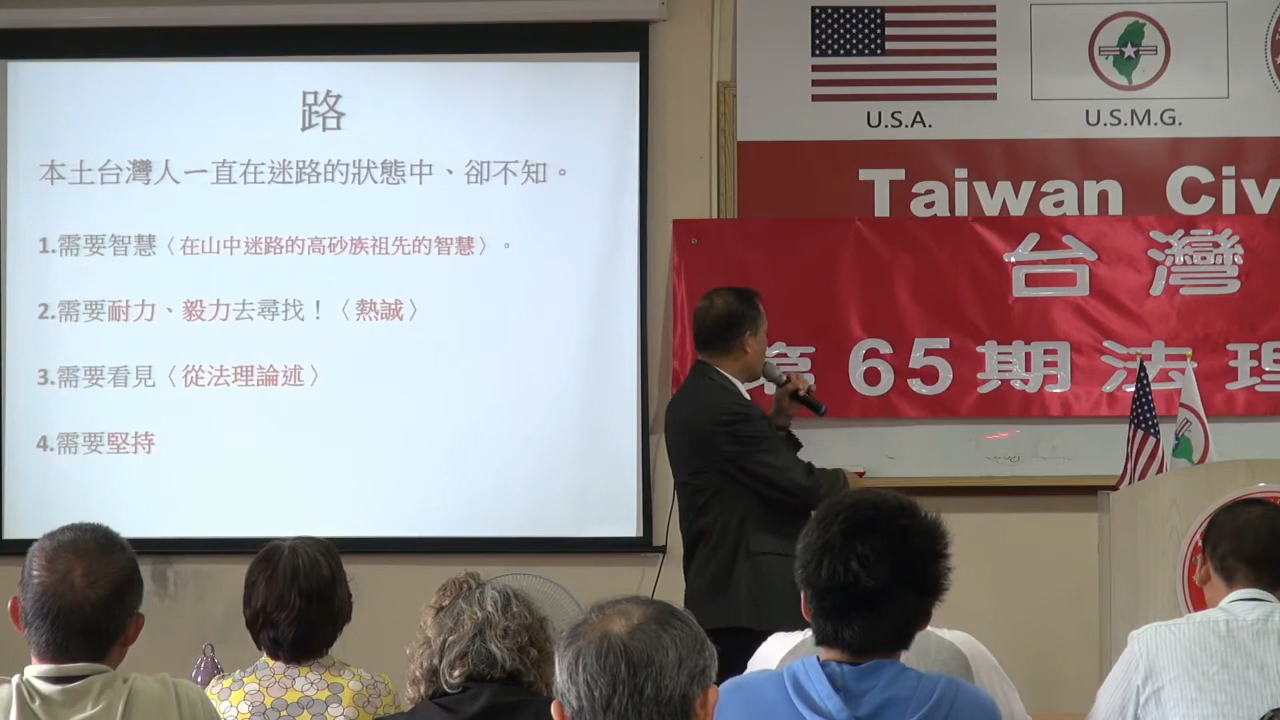 路
本土台灣人一直在迷路的狀態中、卻不知。
1.需要智慧〈在山中迷路的高砂族祖先的智慧〉。
2.需要耐力、毅力去尋找！〈熱誠〉
3.需要看見〈從法理論述〉
4.需要堅持
U.S.A.
U.S.M.G.
Taiwan Civ
台灣
第65期法理